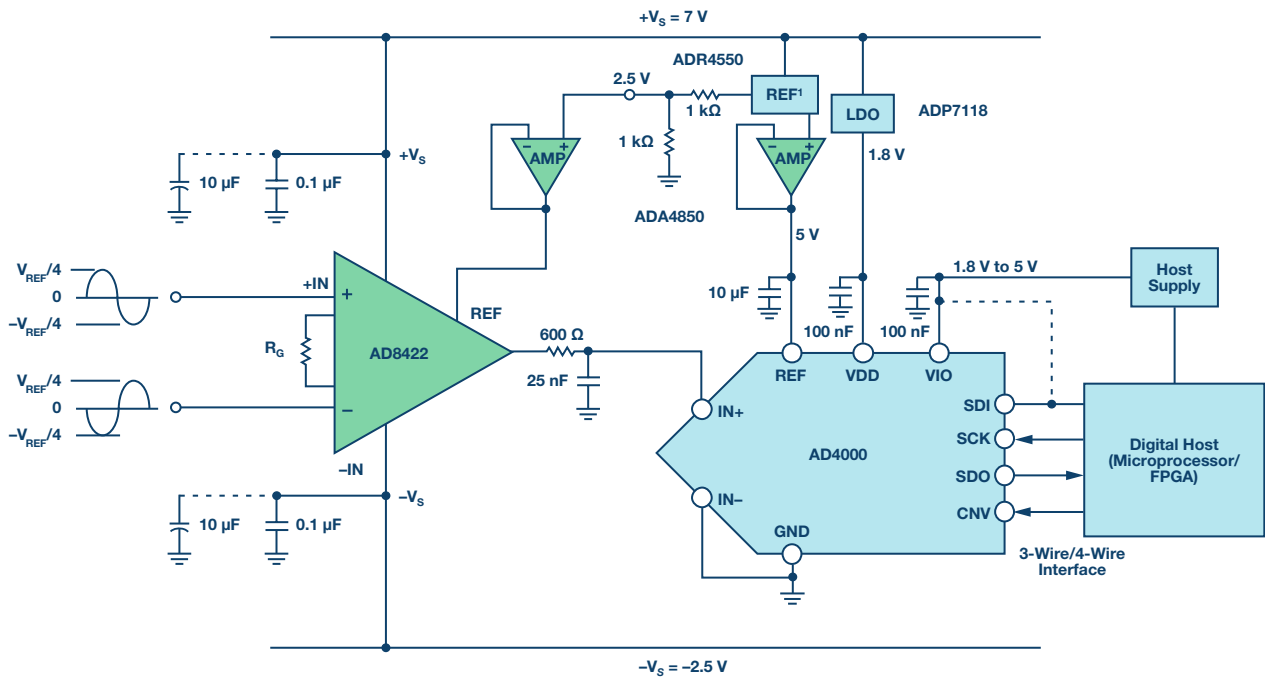 +VS = 7 V
ADR4550
2.5 V
REF¹
1 kΩ
LDO
ADP7118
1 kΩ
− +
AMP
− +
AMP
1.8 V
+VS
10 µF
0.1 µF
ADA4850
5 V
VREF/4
0
−VREF/4
+IN
+
REF
RG
AD8422
600 Ω
25 nF
10 µF
100 nF
100 nF
1.8 V to 5 V
Host
Supply
REF
VDD
VIO
VREF/4
0
−VREF/4
−
−IN
IN+
AD4000
IN−
GND
SDI
SCK
SDO
CNV
Digital Host
(Microprocessor/
FPGA)
3-Wire/4-Wire
Interface
−VS
10 µF
0.1 µF
−VS = −2.5 V